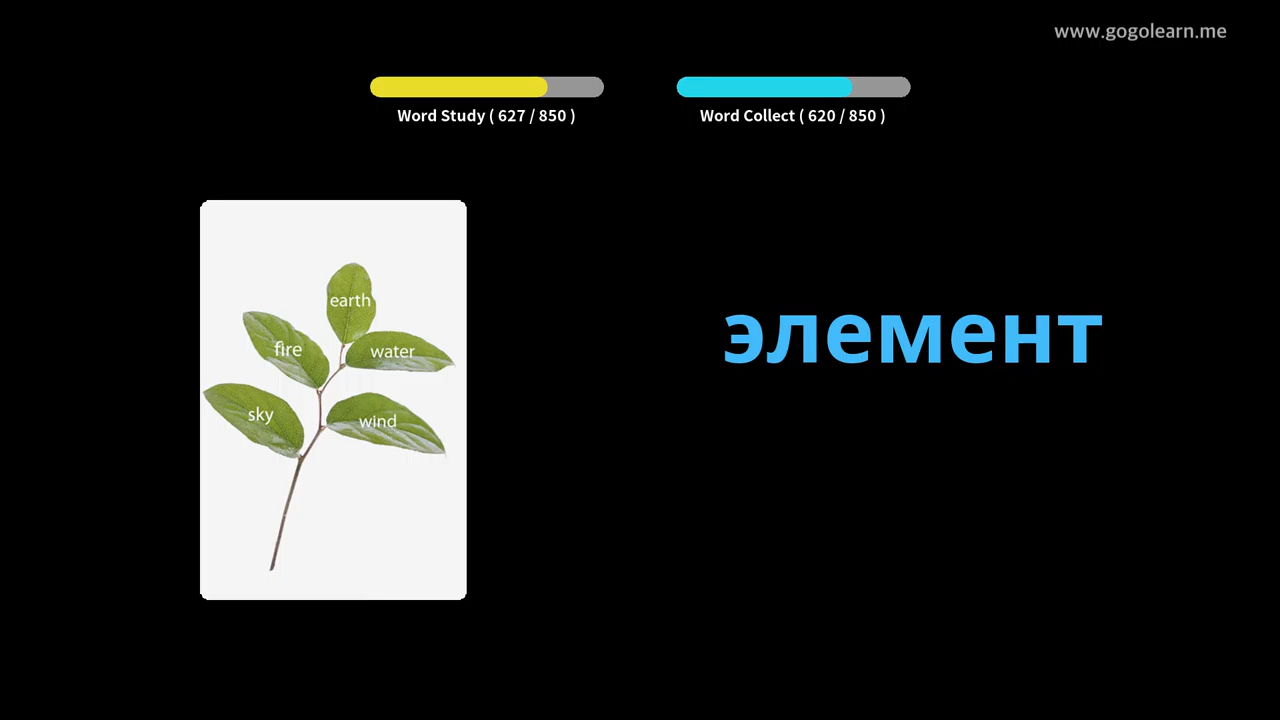 www.gogolearn.me
Word Study ( 627 / 850 )
Word Collect ( 620 / 850 )
earth
fire
water
sky
wind
элемент